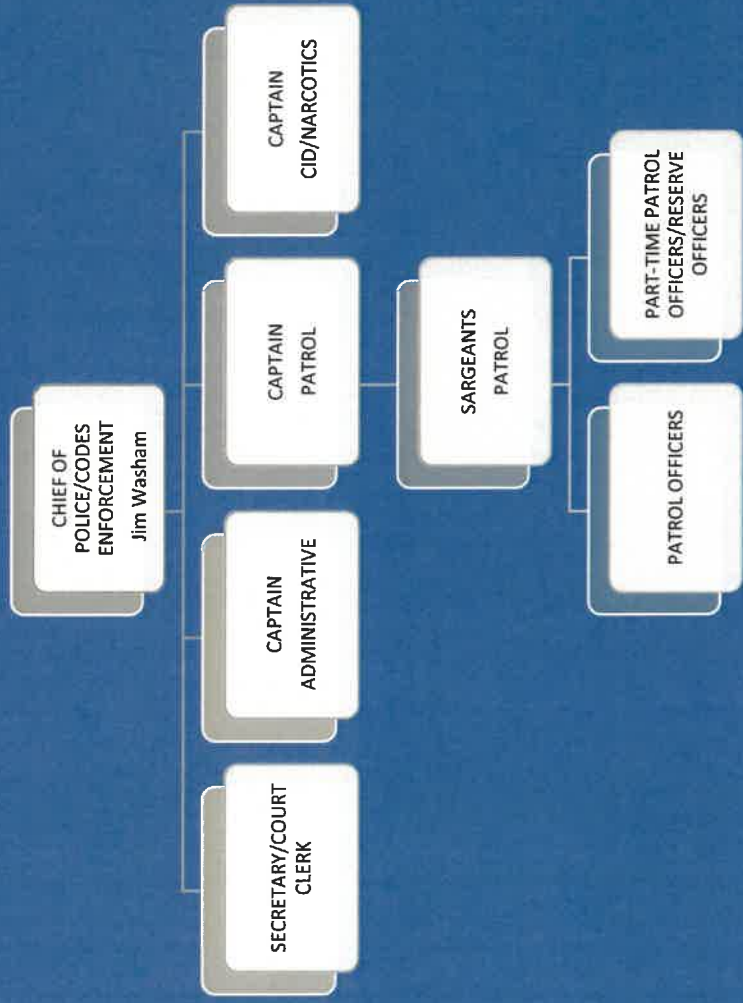 CHIEF OF
POLICE/CODES
ENFORCEMENT
Jim Washam
SECRETARY/COURT
CLERK
CAPTAIN
ADMINISTRATIVE
CAPTAIN
PATROL
CAPTAIN
CID/NARCOTICS
SARGEANTS
PATROL
PATROL OFFICERS
PART-TIME PATROL
OFFICERS/RESERVE
OFFICERS